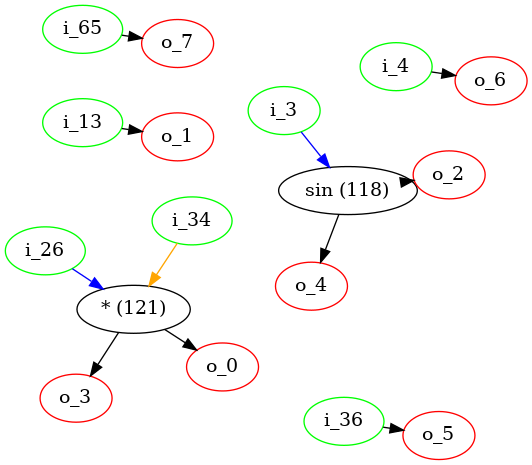 i_65
o_7
i_4
o_6
i_3
i_13
o_1
sin (118)
o_2
i_34
i_26
o_4
* (121)
o_0
o_3
i_36
o_5